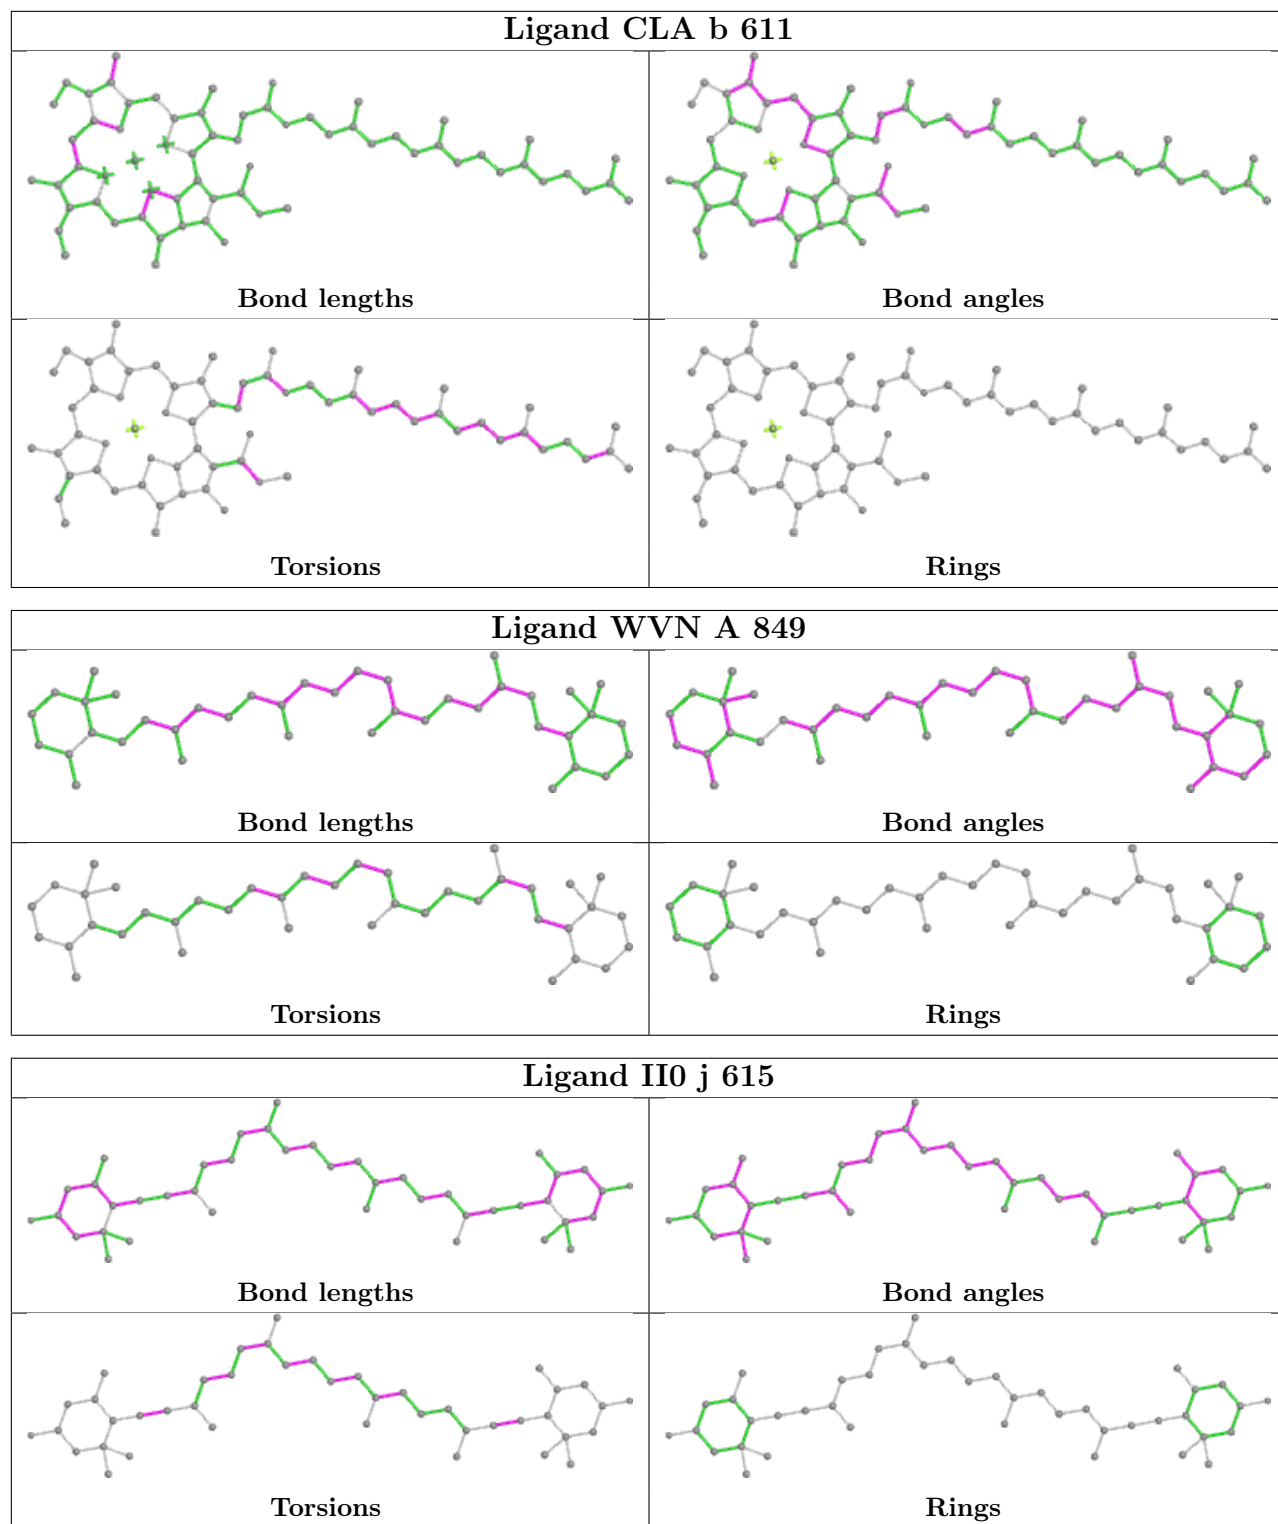 Ligand CLA b 611
Bond lengths
Bond angles
Torsions
Rings
Ligand WVN A 849
Bond lengths
Bond angles
Torsions
Rings
Ligand II0 j 615
Bond lengths
Bond angles
Torsions
Rings